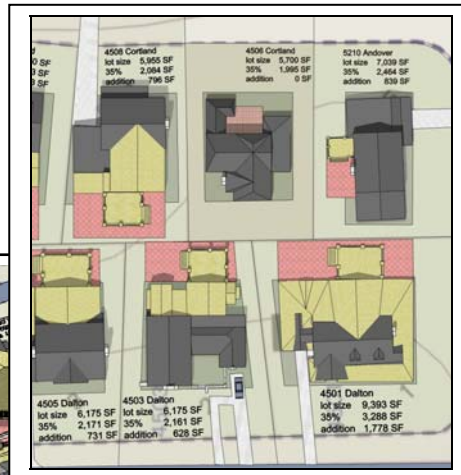 4508 Cortland
lot size 5,955 SF
35% 2,084 SF
addition 796 SF
4506 Cortland
lot size 5,700 SF
35% 1,995 SF
addition 0 SF
5210 Andover
lot size 7,039 SF
35% 2,464 SF
addition 839 SF
4505 Dalton
lot size 6,175 SF
35% 2,171 SF
addition 731 SF
4503 Dalton
lot size 6,175 SF
35% 2,161 SF
addition 628 SF
4501 Dalton
lot size 9,393 SF
35% 3,288 SF
addition 1,778 SF